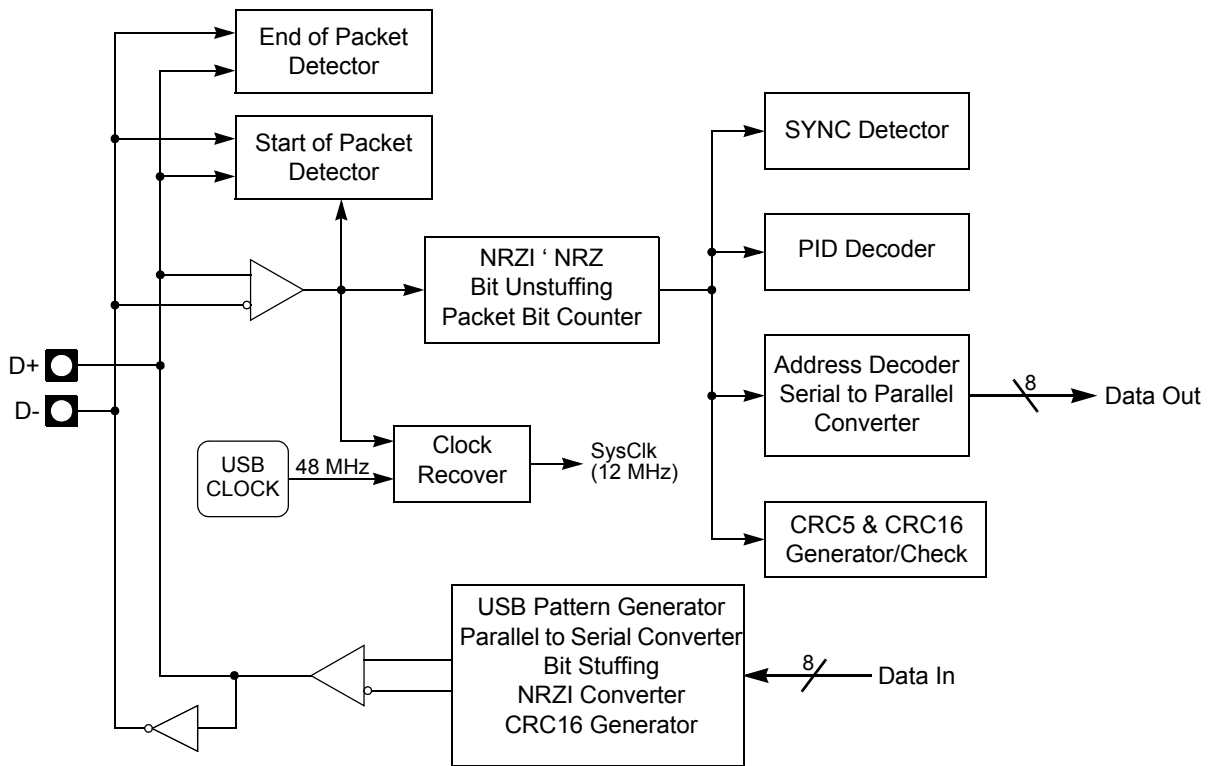 End of Packet
Detector
Start of Packet
Detector
SYNC Detector
NRZI ‘ NRZ
Bit Unstuffing
Packet Bit Counter
PID Decoder
D+
D-
Address Decoder
Serial to Parallel
Converter
8
Data Out
USB
CLOCK
48 MHz
Clock
Recover
SysClk
(12 MHz)
CRC5 & CRC16
Generator/Check
USB Pattern Generator
Parallel to Serial Converter
Bit Stuffing
NRZI Converter
CRC16 Generator
8
Data In